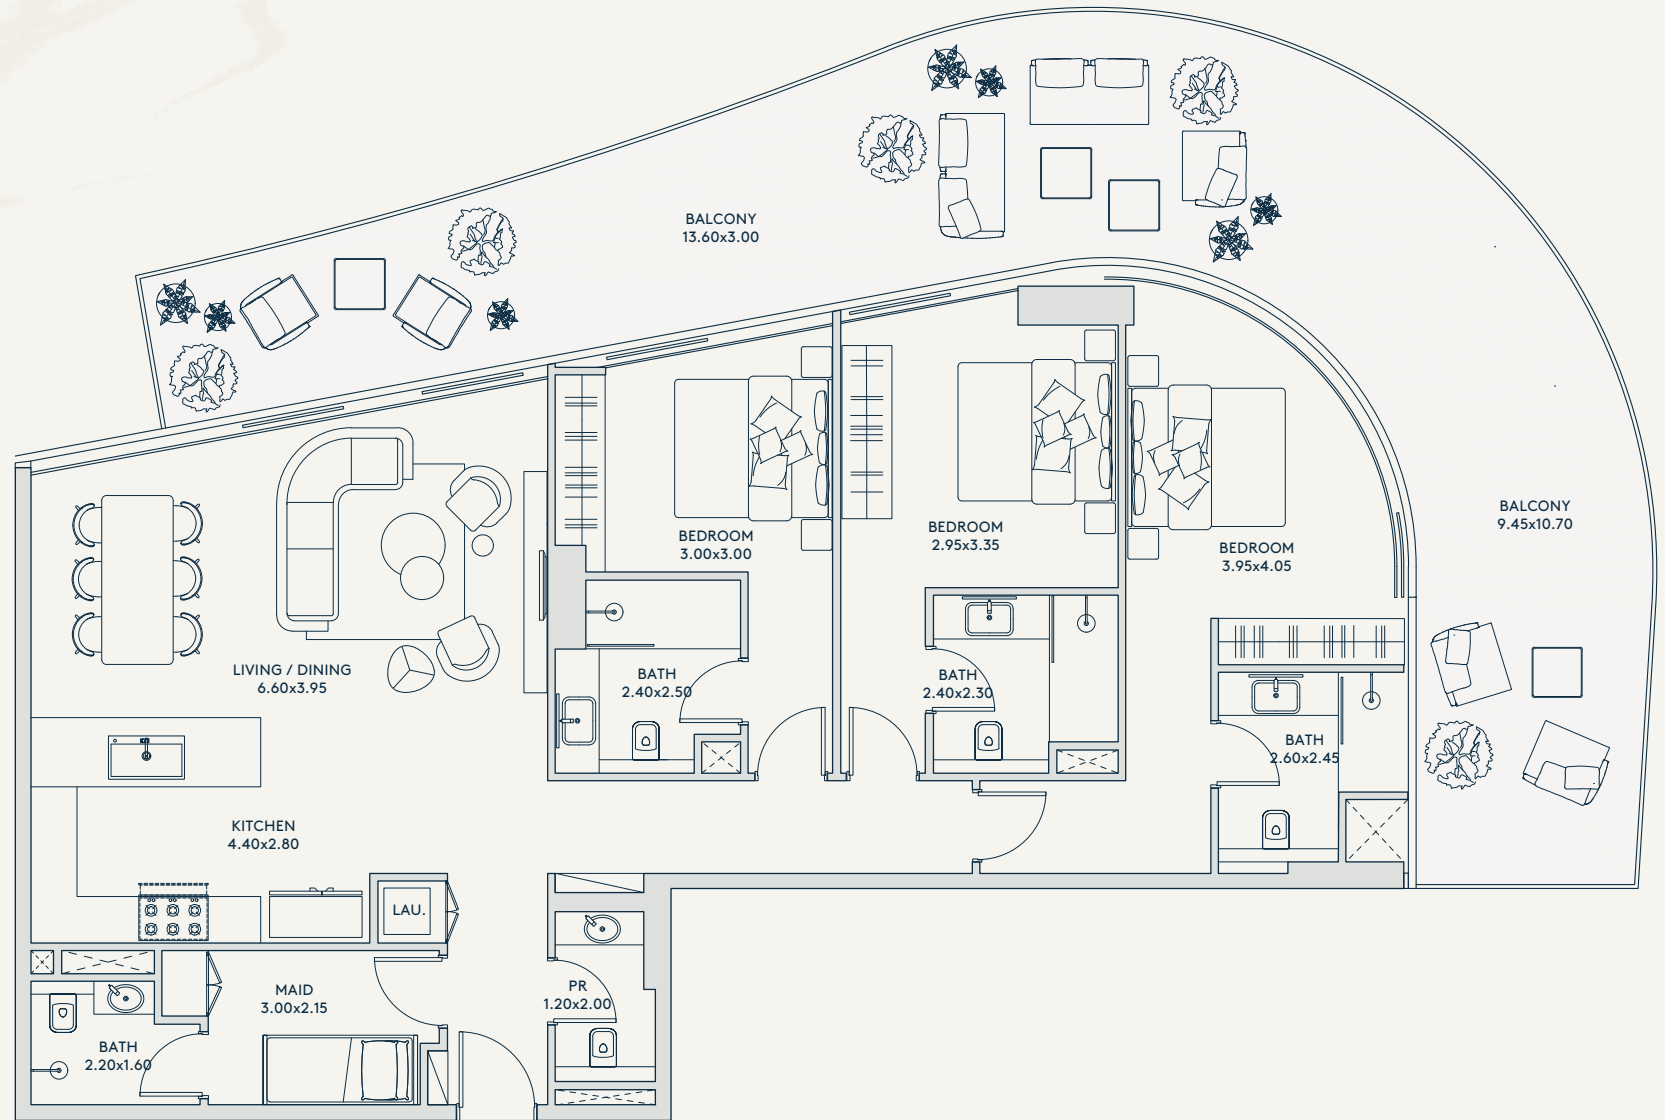 BALCONY
13.60x3.00
BALCONY
9.45x10.70
BEDROOM
3.00x3.00
BEDROOM
2.95x3.35
BEDROOM
3.95x4.05
LIVING / DINING
6.60x3.95
BATH
2.40x2.50
BATH
2.40x2.30
BATH
2.60x2.45
KITCHEN
4.40x2.80
LAU.
MAID
3.00x2.15
PR
1.20x2.00
BATH
2.20x1.60